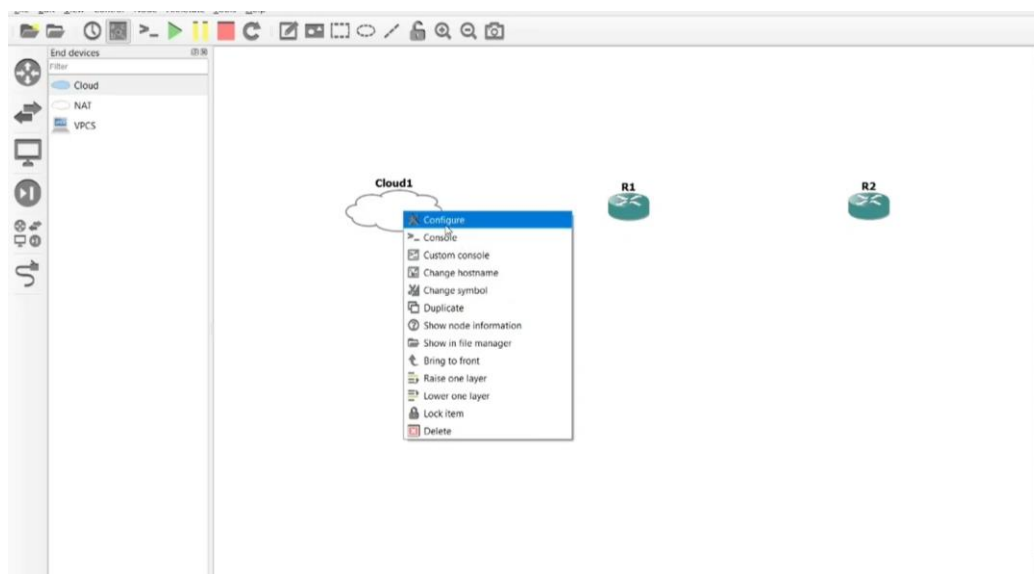 End devices
Filter
Cloud
NAT
VPCS
Cloud1
R1
R2
Configure
Console
Custom console
Change hostname
Change symbol
Duplicate
Show node information
Show in file manager
Bring to front
Raise one layer
Lower one layer
Lock item
Delete